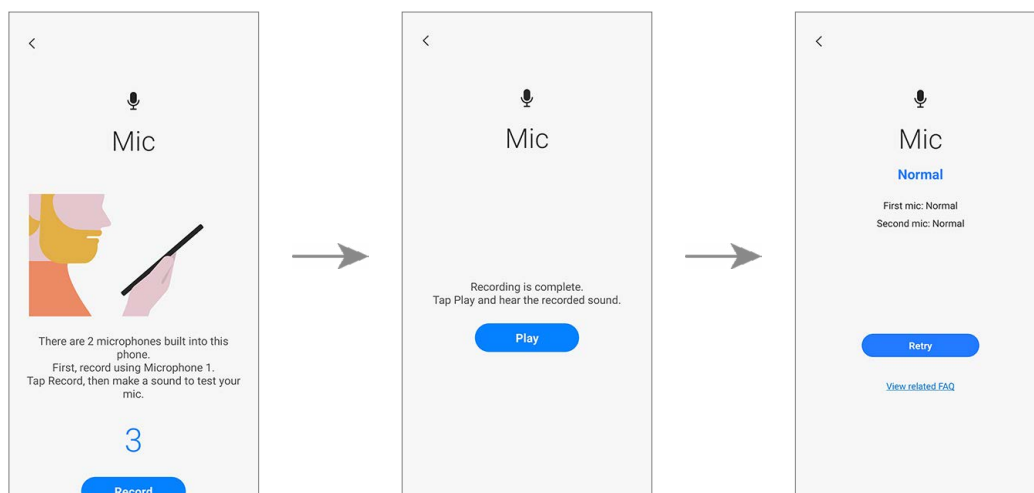 Mic
There are 2 microphones built into this
phone.
First, record using Microphone 1.
Tap Record, then make a sound to test your
mic.
3
Record
Mic
Recording is complete.
Tap Play and hear the recorded sound.
Play
Mic
Normal
First mic: Normal
Second mic: Normal
Retry
View related FAQ